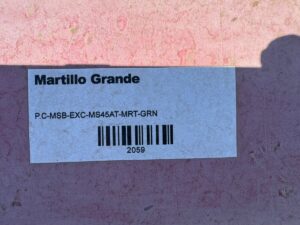 Martillo Grande
P.C-MSB-EXC-MS45AT-MRT-GRN
2059